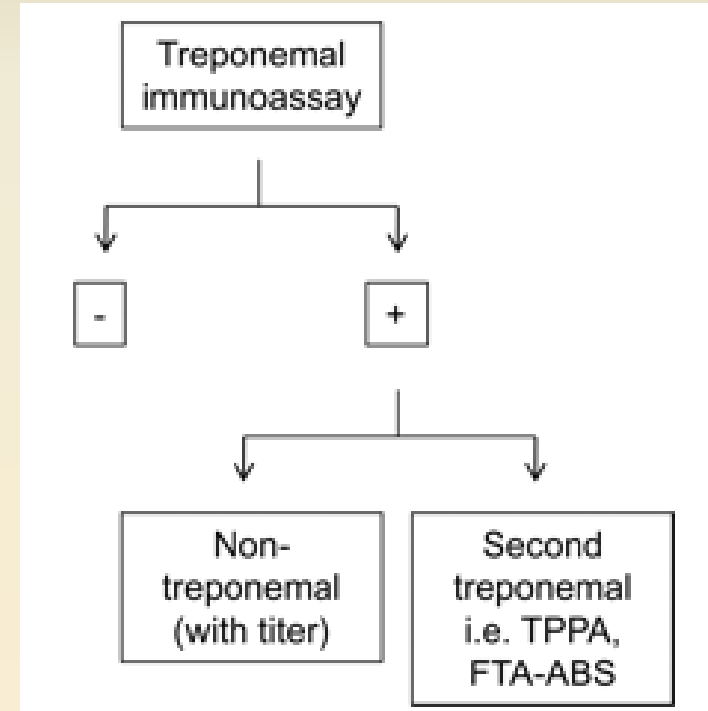 Treponemal
immunoassay
-
+
Non-
treponemal
(with titer)
Second
treponemal
i.e. TPPA,
FTA-ABS